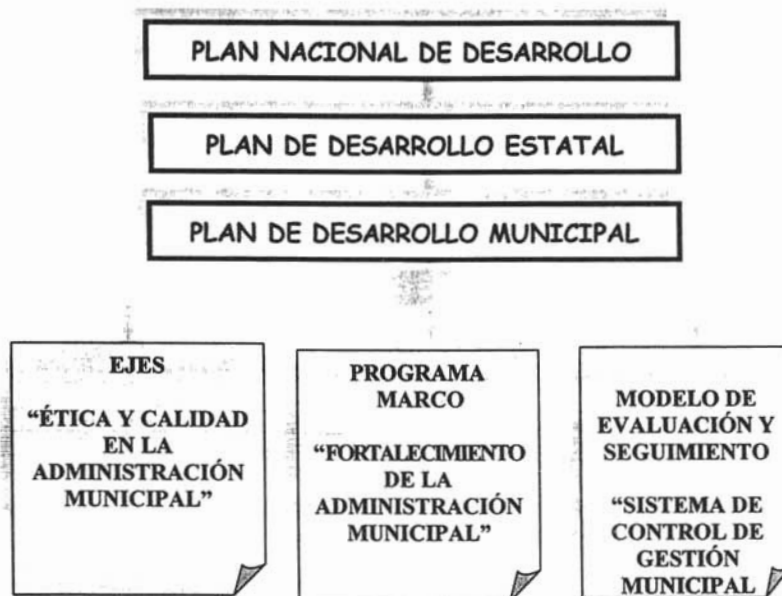 PLAN NACIONAL DE DESARROLLO
PLAN DE DESARROLLO ESTATAL
PLAN DE DESARROLLO MUNICIPAL
EJES
“ÉTICA Y CALIDAD
EN LA
ADMINISTRACIÓN
MUNICIPAL”
PROGRAMA
MARCO
“FORTALECIMIENTO
DE LA
ADMINISTRACIÓN
MUNICIPAL”
MODELO DE
EVALUACIÓN Y
SEGUIMIENTO
“SISTEMA DE
CONTROL DE
GESTIÓN
MUNICIPAL